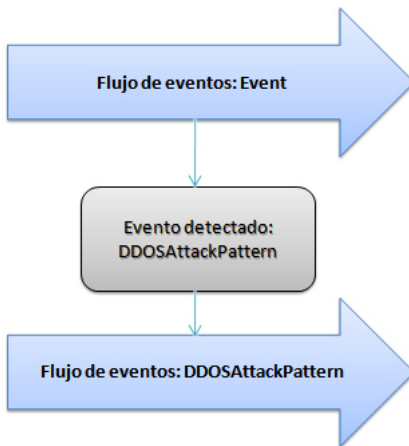 Flujo de eventos: Event
Evento detectado:
DDOSAttackPattern
Flujo de eventos: DDOSAttackPattern